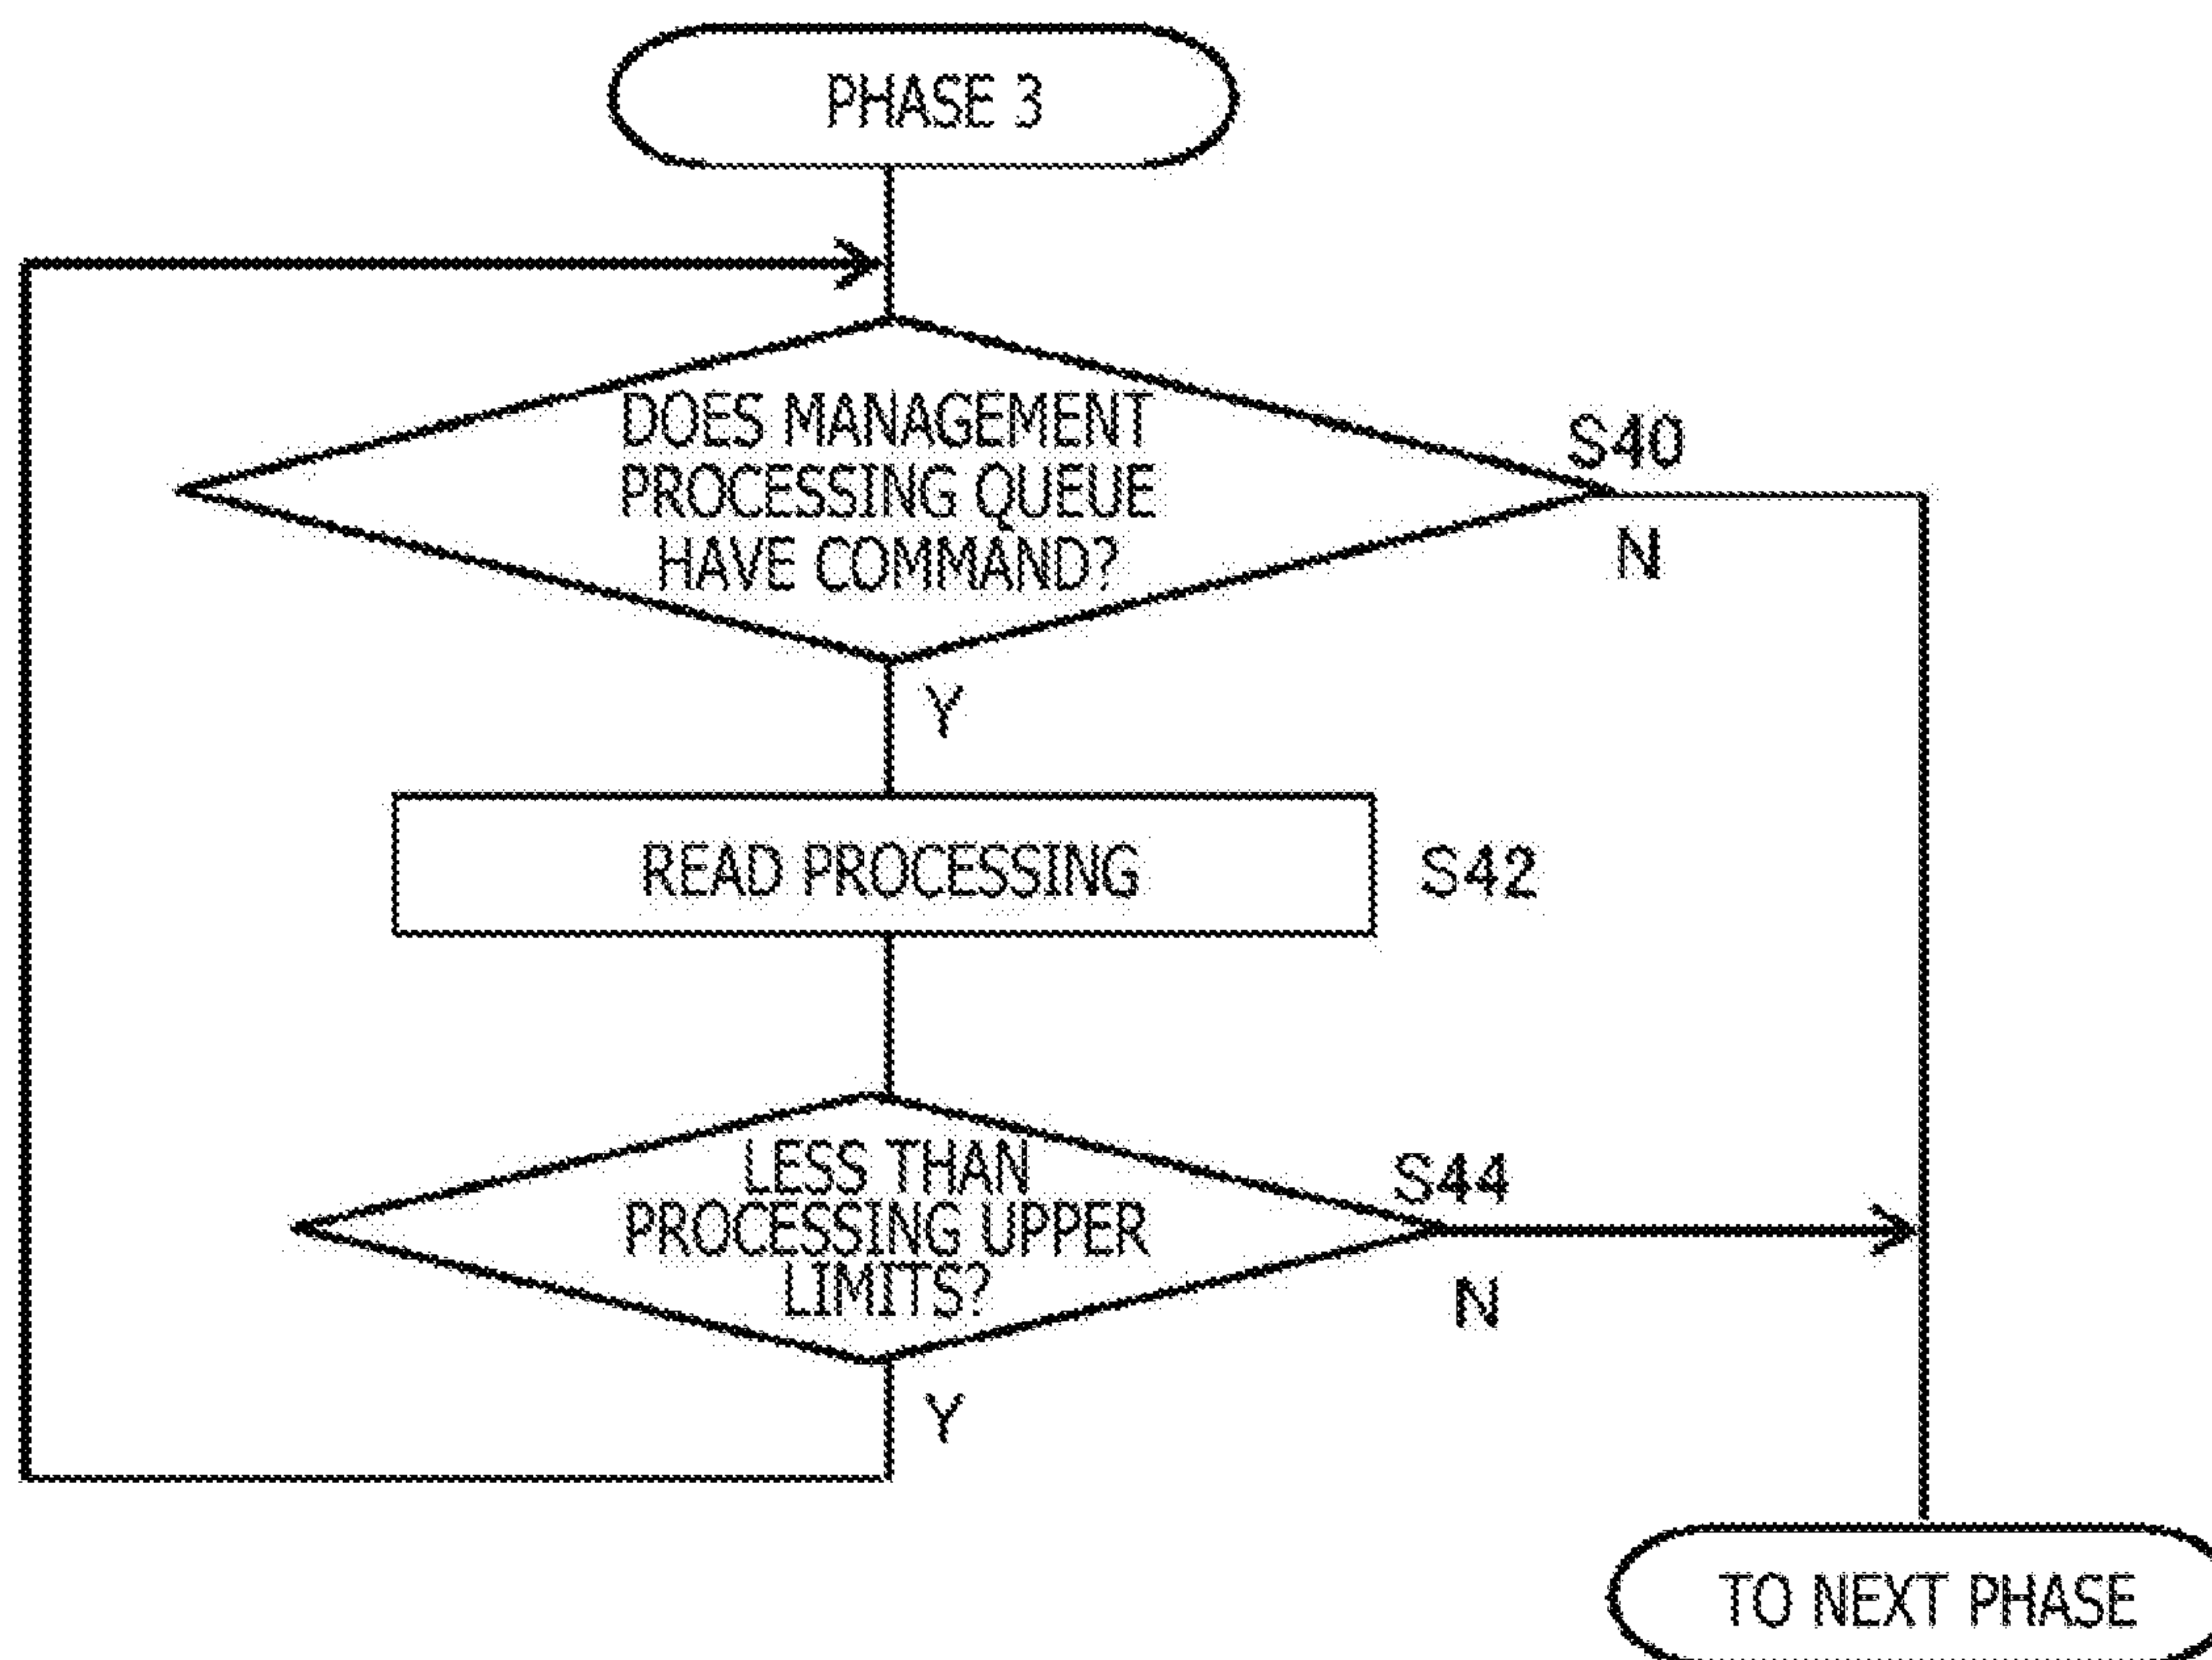 PHASE 3
DOES MANAGEMENT
PROCESSING QUEUE
HAVE COMMAND?
S40
N
Y
READ PROCESSING
S42
LESS THAN
PROCESSING UPPER
LIMITS?
S44
N
Y
TO NEXT PHASE